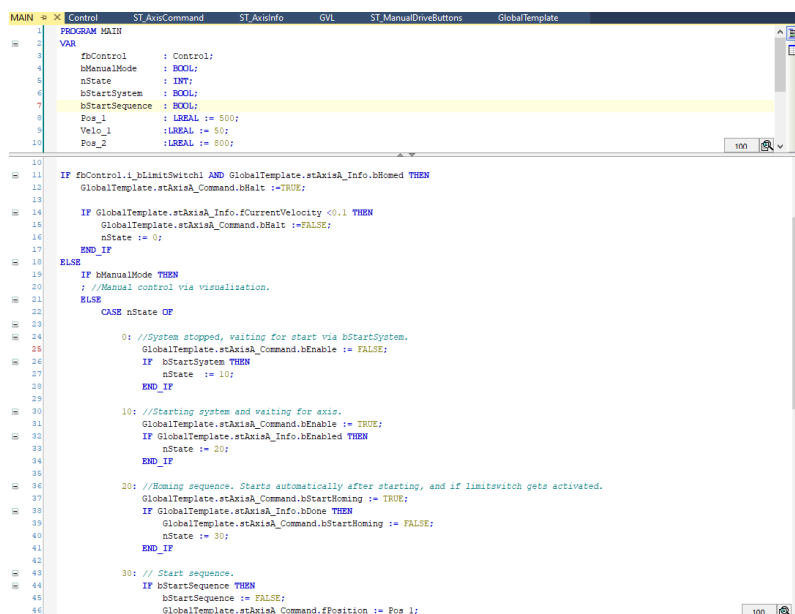 MAIN Control ST_AxisCommand ST_AxisInfo GVL ST_ManualDriveButtons GlobalTemplate
1 PROGRAM MAIN
2 VAR
3 fbControl : Control;
4 bManualMode : BOOL;
5 nState : INT;
6 bStartSystem : BOOL;
7 bStartSequence : BOOL;
8 Pos_1 : LREAL := 500;
9 Velo_1 :LREAL := 50;
10 Pos_2 :LREAL := 800;
100
10
11 IF fbControl.i_bLimitSwitch1 AND GlobalTemplate.stAxisA_Info.bHomed THEN
12 GlobalTemplate.stAxisA_Command.bHalt :=TRUE;
13
14 IF GlobalTemplate.stAxisA_Info.fCurrentVelocity <0.1 THEN
15 GlobalTemplate.stAxisA_Command.bHalt :=FALSE;
16 nState := 0;
17 END_IF
18 ELSE
19 IF bManualMode THEN
20 ; //Manual control via visualization.
21 ELSE
22 CASE nState OF
23
24 0: //System stopped, waiting for start via bStartSystem.
25 GlobalTemplate.stAxisA_Command.bEnable := FALSE;
26 IF bStartSystem THEN
27 nState := 10;
28 END_IF
29
30 10: //Starting system and waiting for axis.
31 GlobalTemplate.stAxisA_Command.bEnable := TRUE;
32 IF GlobalTemplate.stAxisA_Info.bEnabled THEN
33 nState := 20;
34 END_IF
35
36 20: //Homing sequence. Starts automatically after starting, and if limitsvitch gets activated.
37 GlobalTemplate.stAxisA_Command.bStartHoming := TRUE;
38 IF GlobalTemplate.stAxisA_Info.bDone THEN
39 GlobalTemplate.stAxisA_Command.bStartHoming := FALSE;
40 nState := 30;
41 END_IF
42
43 30: // Start sequence.
44 IF bStartSequence THEN
45 bStartSequence := FALSE;
46 GlobalTemplate.stAxisA_Command.fPosition := Pos_1;
100